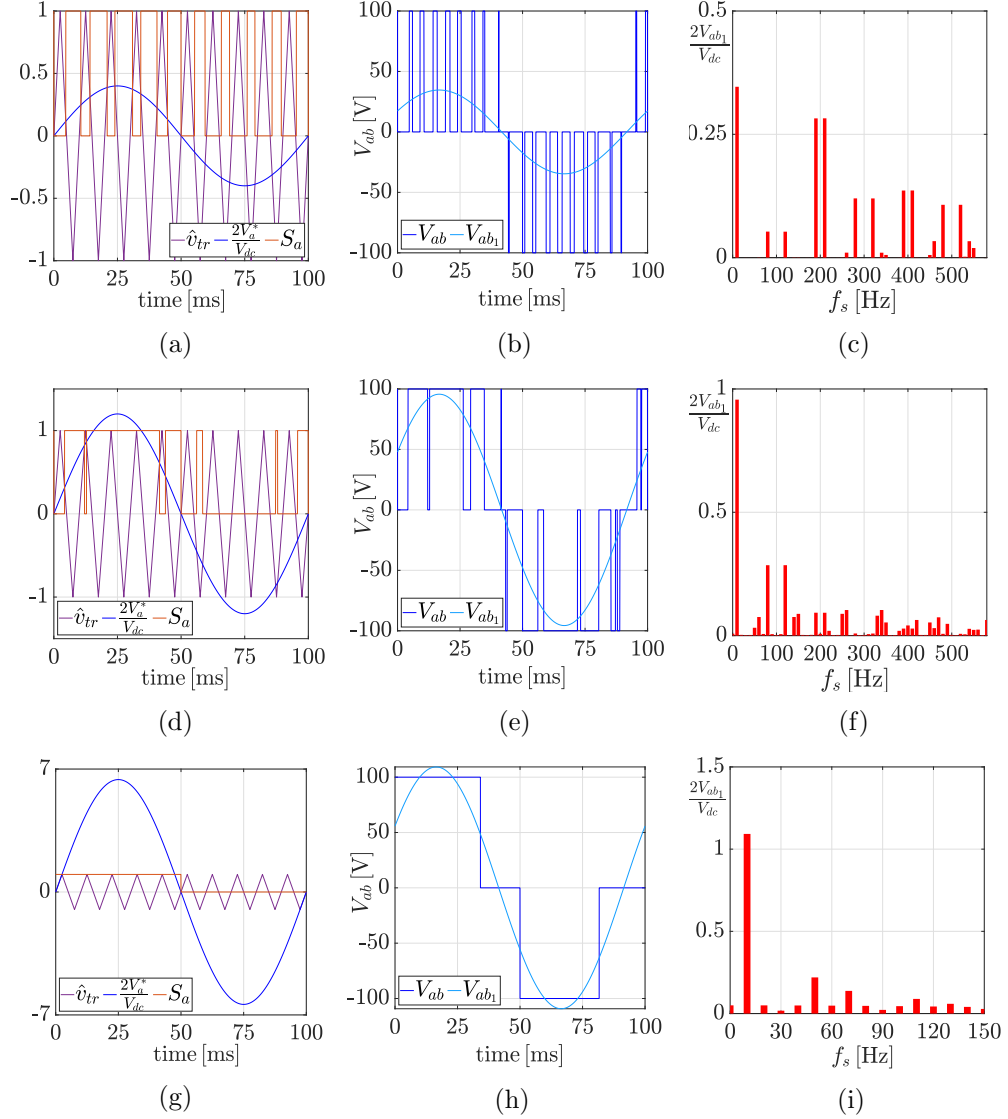 1
0.5
0
-0.5
-1
0 25 50 75 100
v̂_tr 2V_a^*/V_dc S_a
time [ms]
(a)
100
50
0
-50
-100
V_ab [V]
0 25 50 75 100
V_ab V_ab_1
time [ms]
(b)
0.5
2V_ab_1/V_dc
0.25
0
0 100 200 300 400 500
f_s [Hz]
(c)
1
0
-1
0 25 50 75 100
v̂_tr 2V_a^*/V_dc S_a
time [ms]
(d)
100
50
0
-50
-100
V_ab [V]
0 25 50 75 100
V_ab V_ab_1
time [ms]
(e)
1
2V_ab_1/V_dc
0.5
0
0 100 200 300 400 500
f_s [Hz]
(f)
7
0
-7
0 25 50 75 100
v̂_tr 2V_a^*/V_dc S_a
time [ms]
(g)
100
50
0
-50
-100
V_ab [V]
0 25 50 75 100
V_ab V_ab_1
time [ms]
(h)
1.5
2V_ab_1/V_dc
1
0.5
0
0 30 60 90 120 150
f_s [Hz]
(i)